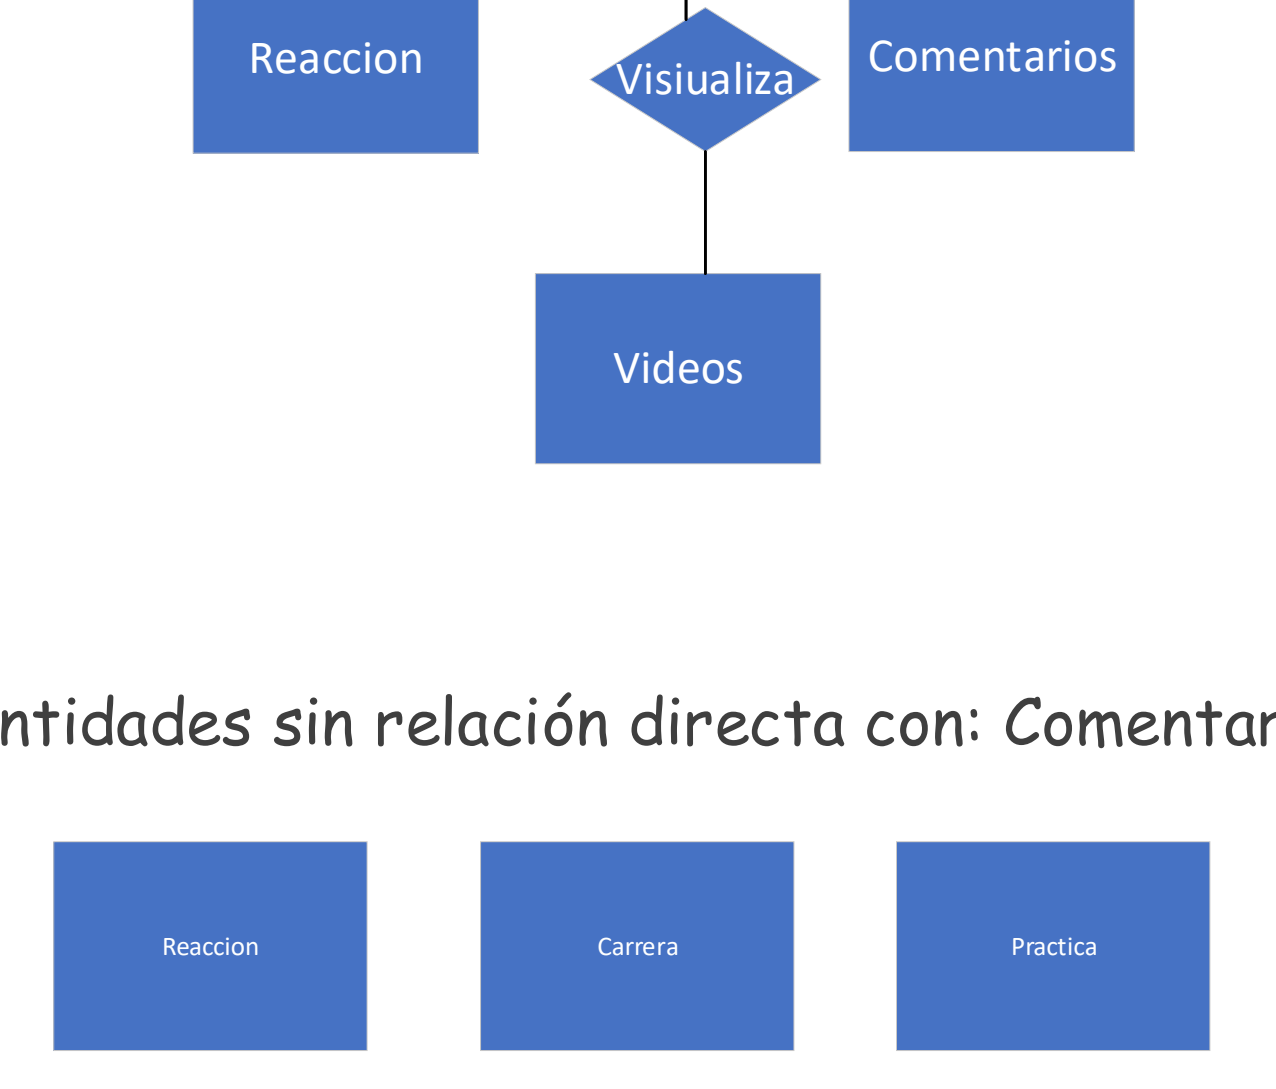 Reaccion
Visiualiza
Comentarios
Videos
ntidades sin relación directa con: Comentar
Reaccion
Carrera
Practica